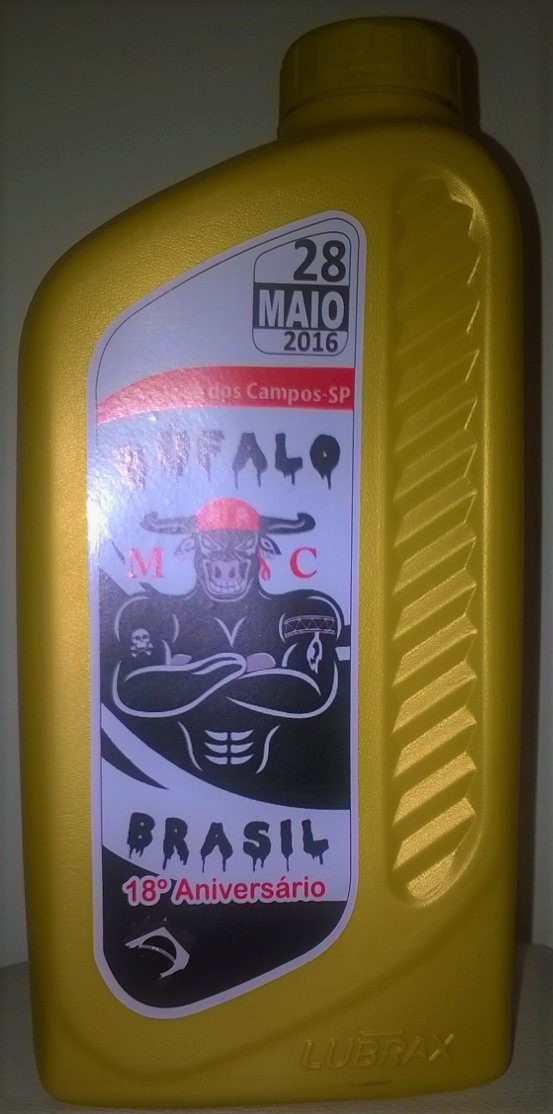 28
MAIO
2016
dos Campos-SP
BÚFALO
M C
BRASIL
18º Aniversário
LUBRAX